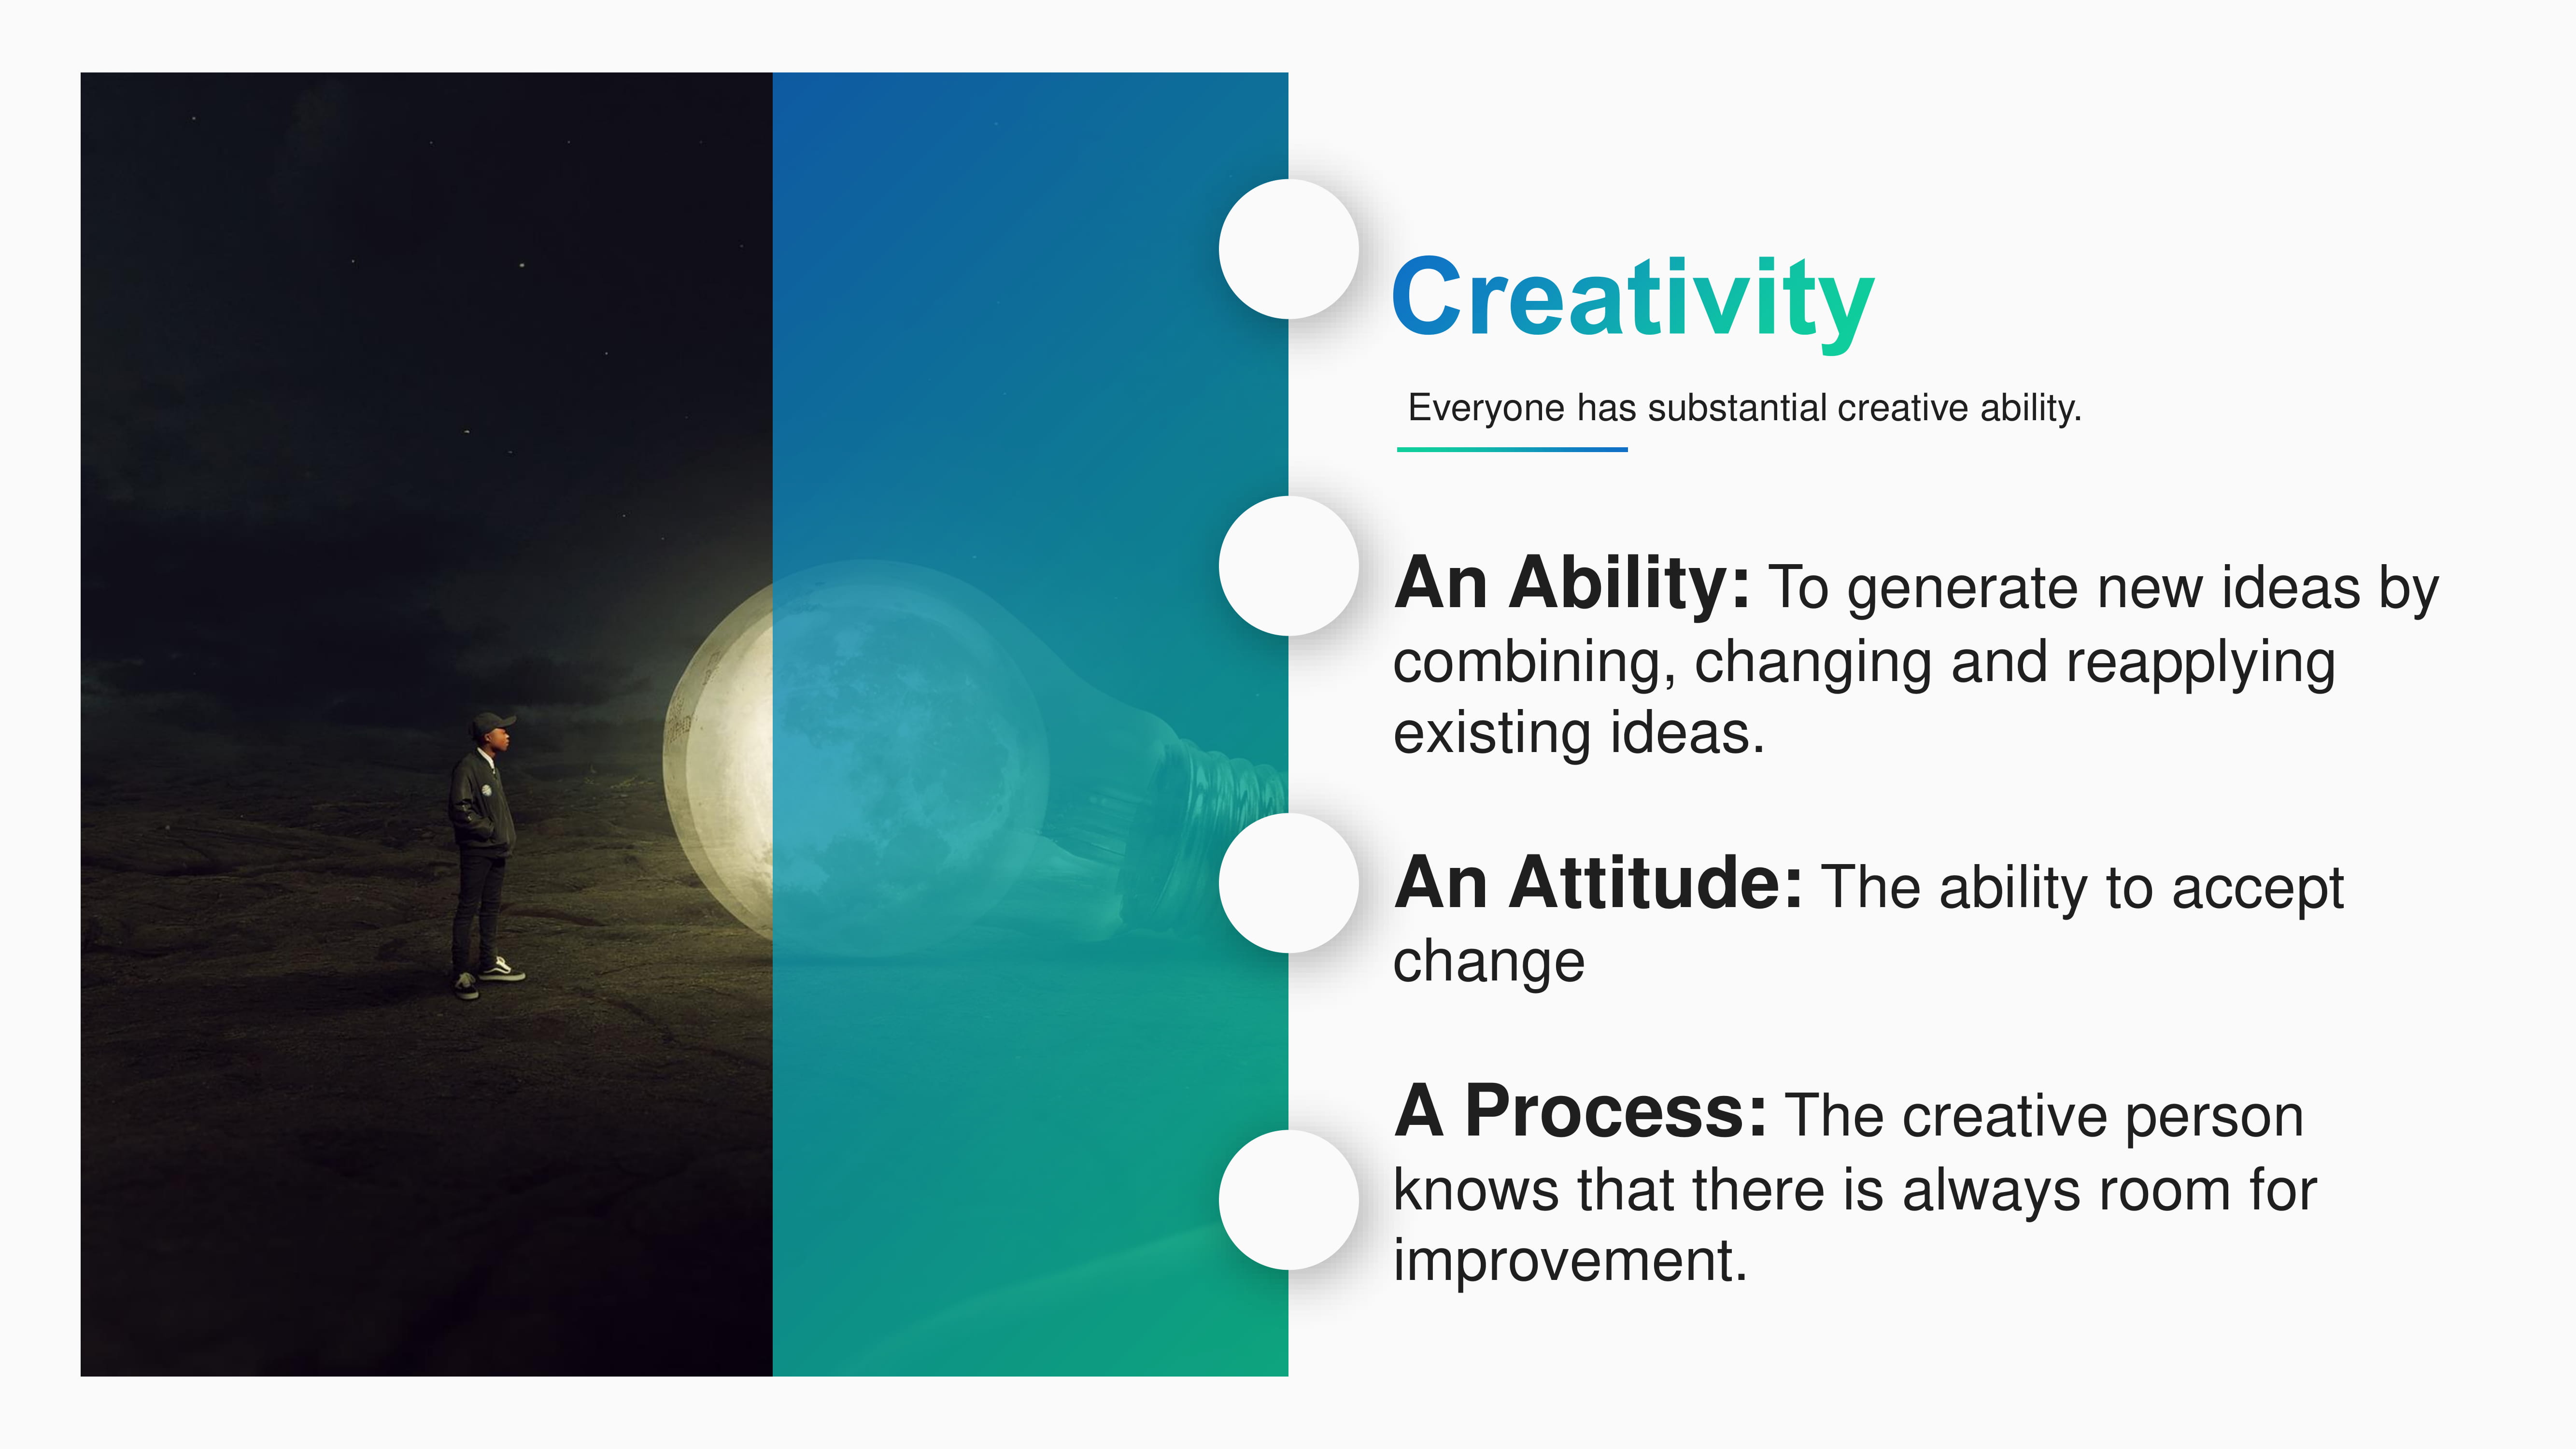 Creativity
Everyone has substantial creative ability.
An Ability: To generate new ideas by
combining, changing and reapplying
existing ideas.
An Attitude: The ability to accept
change
A Process: The creative person
knows that there is always room for
improvement.